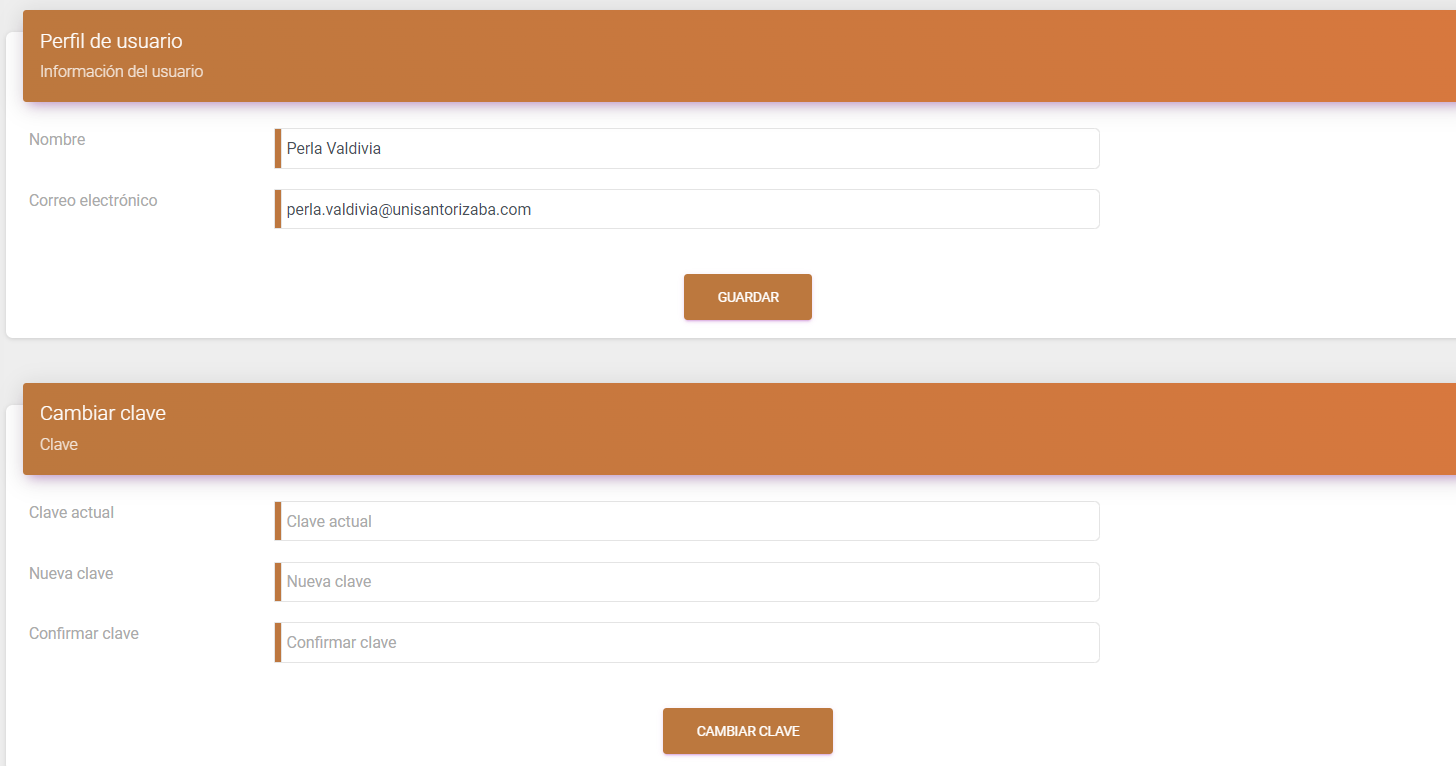 Perfil de usuario
Información del usuario
Nombre
Perla Valdivia
Correo electrónico
perla.valdivia@unisantorizaba.com
GUARDAR
Cambiar clave
Clave
Clave actual
Clave actual
Nueva clave
Nueva clave
Confirmar clave
Confirmar clave
CAMBIAR CLAVE